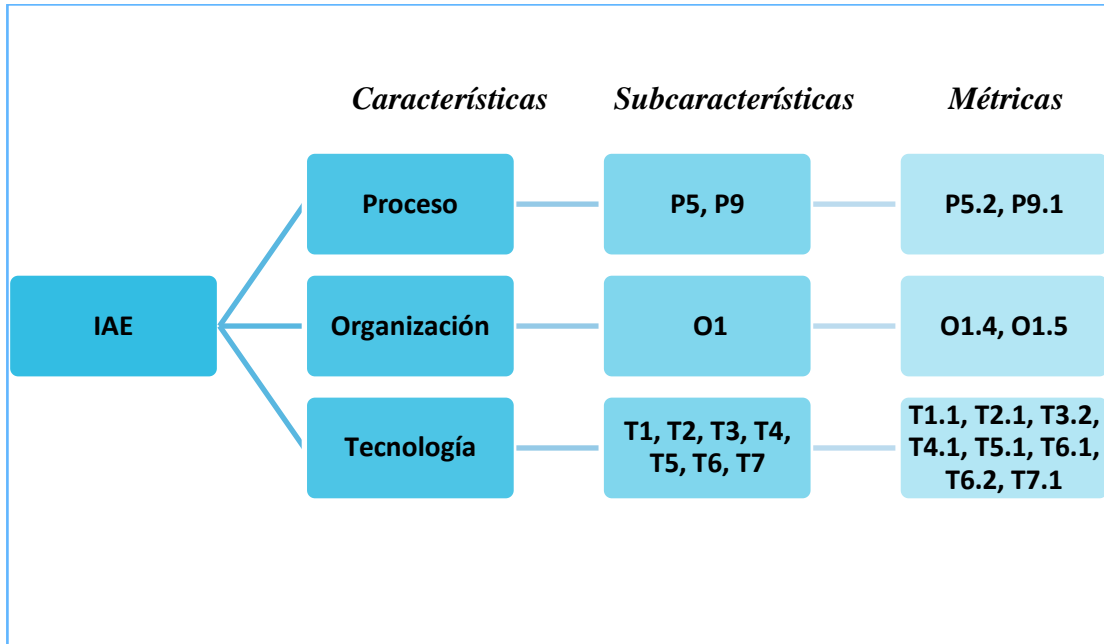 Características Subcaracterísticas Métricas
Proceso P5, P9 P5.2, P9.1
IAE Organización O1 O1.4, O1.5
Tecnología
T1, T2, T3, T4,
T5, T6, T7
T1.1, T2.1, T3.2,
T4.1, T5.1, T6.1,
T6.2, T7.1